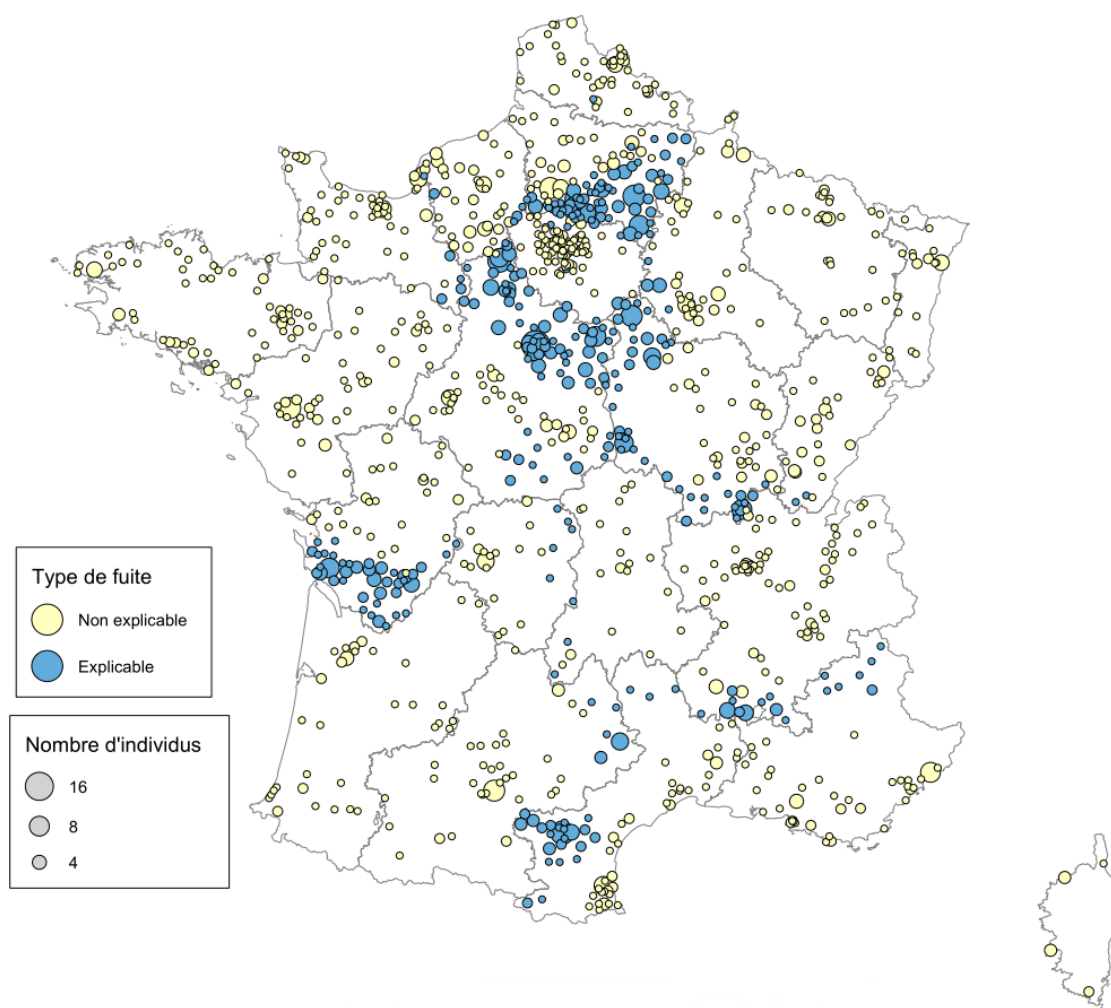 Type de fuite
Non explicable
Explicable
Nombre d'individus
16
8
4